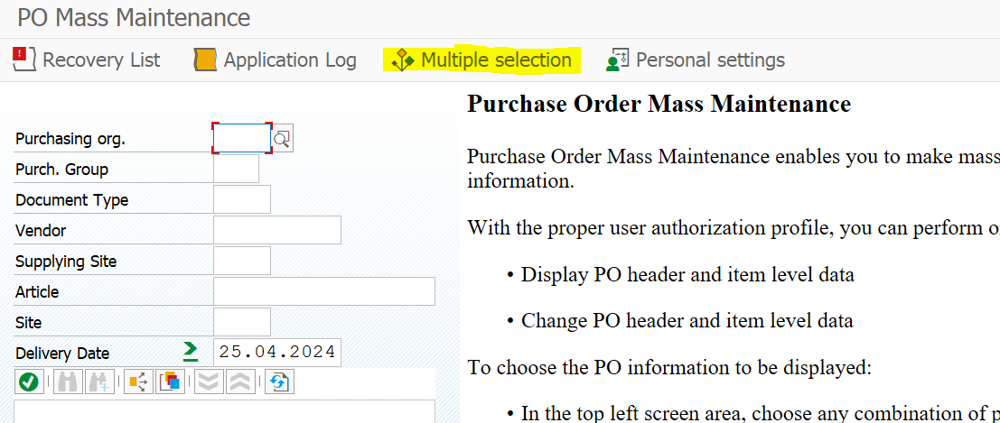 PO Mass Maintenance
Recovery List Application Log Multiple selection Personal settings
Purchasing org.
Purch. Group
Document Type
Vendor
Supplying Site
Article
Site
Delivery Date 25.04.2024
Purchase Order Mass Maintenance
Purchase Order Mass Maintenance enables you to make mass
information.
With the proper user authorization profile, you can perform
• Display PO header and item level data
• Change PO header and item level data
To choose the PO information to be displayed:
• In the top left screen area, choose any combination of